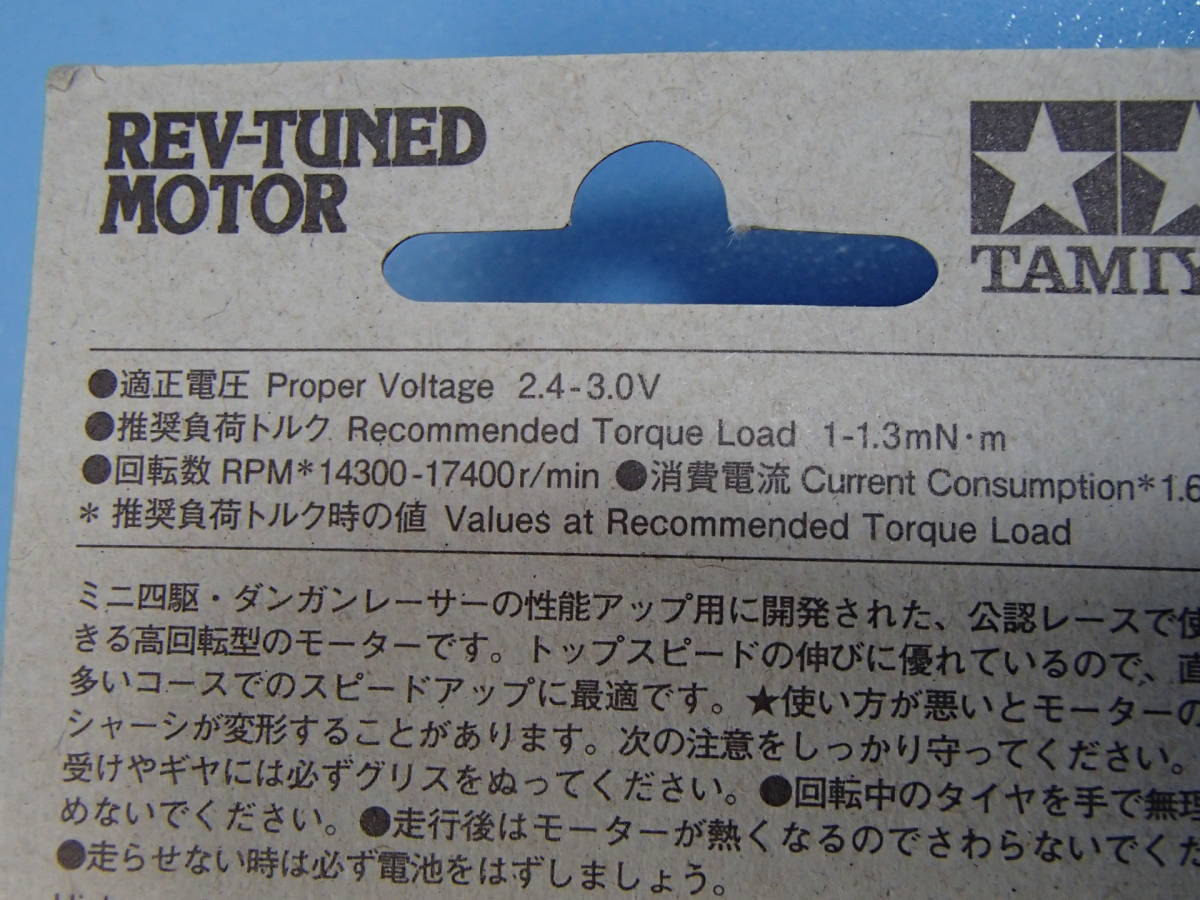 REV-TUNED
MOTOR
TAMIY
●適正電圧 Proper Voltage 2.4-3.0V
●推奨負荷トルク Recommended Torque Load 1-1.3mN·m
●回転数 RPM*14300-17400r/min ●消費電流 Current Consumption*1.6
* 推奨負荷トルク時の値 Values at Recommended Torque Load
ミニ四駆・ダンガンレーサーの性能アップ用に開発された、公認レースで使
きる高回転型のモーターです。トップスピードの伸びに優れているので、直
多いコースでのスピードアップに最適です。★使い方が悪いとモーターの
シャーシが変形することがあります。次の注意をしっかり守ってください。
受けやギヤには必ずグリスをぬってください。●回転中のタイヤを手で無理
めないでください。●走行後はモーターが熱くなるのでさわらないでくだ
●走らせない時は必ず電池をはずしましょう。